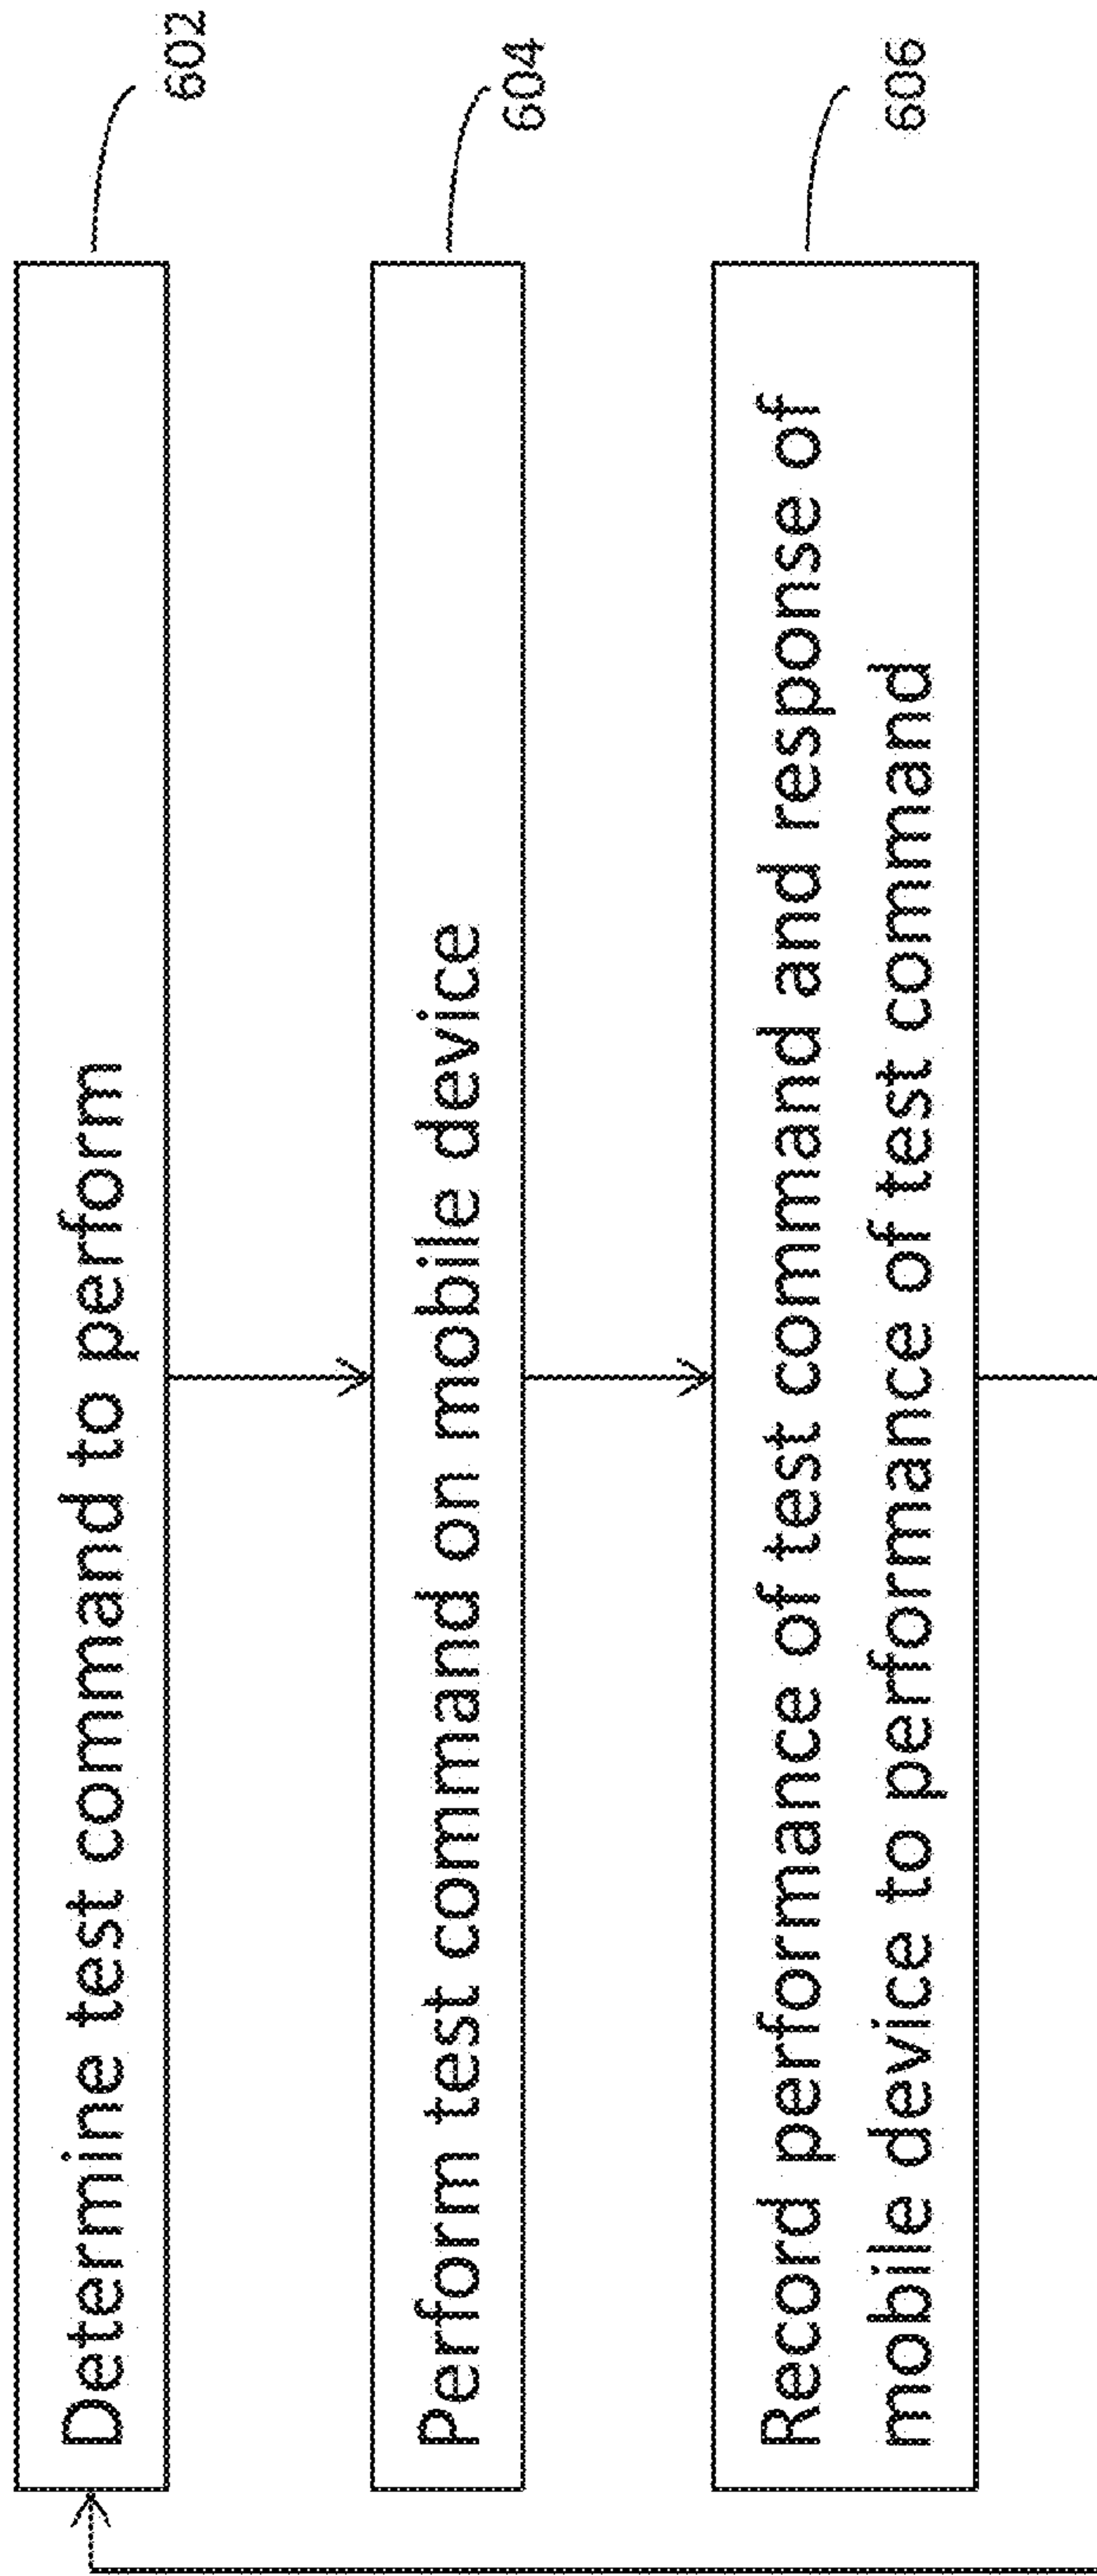 Determine test command to perform
602
Perform test command on mobile device
604
Record performance of test command and response of
mobile device to performance of test command
606